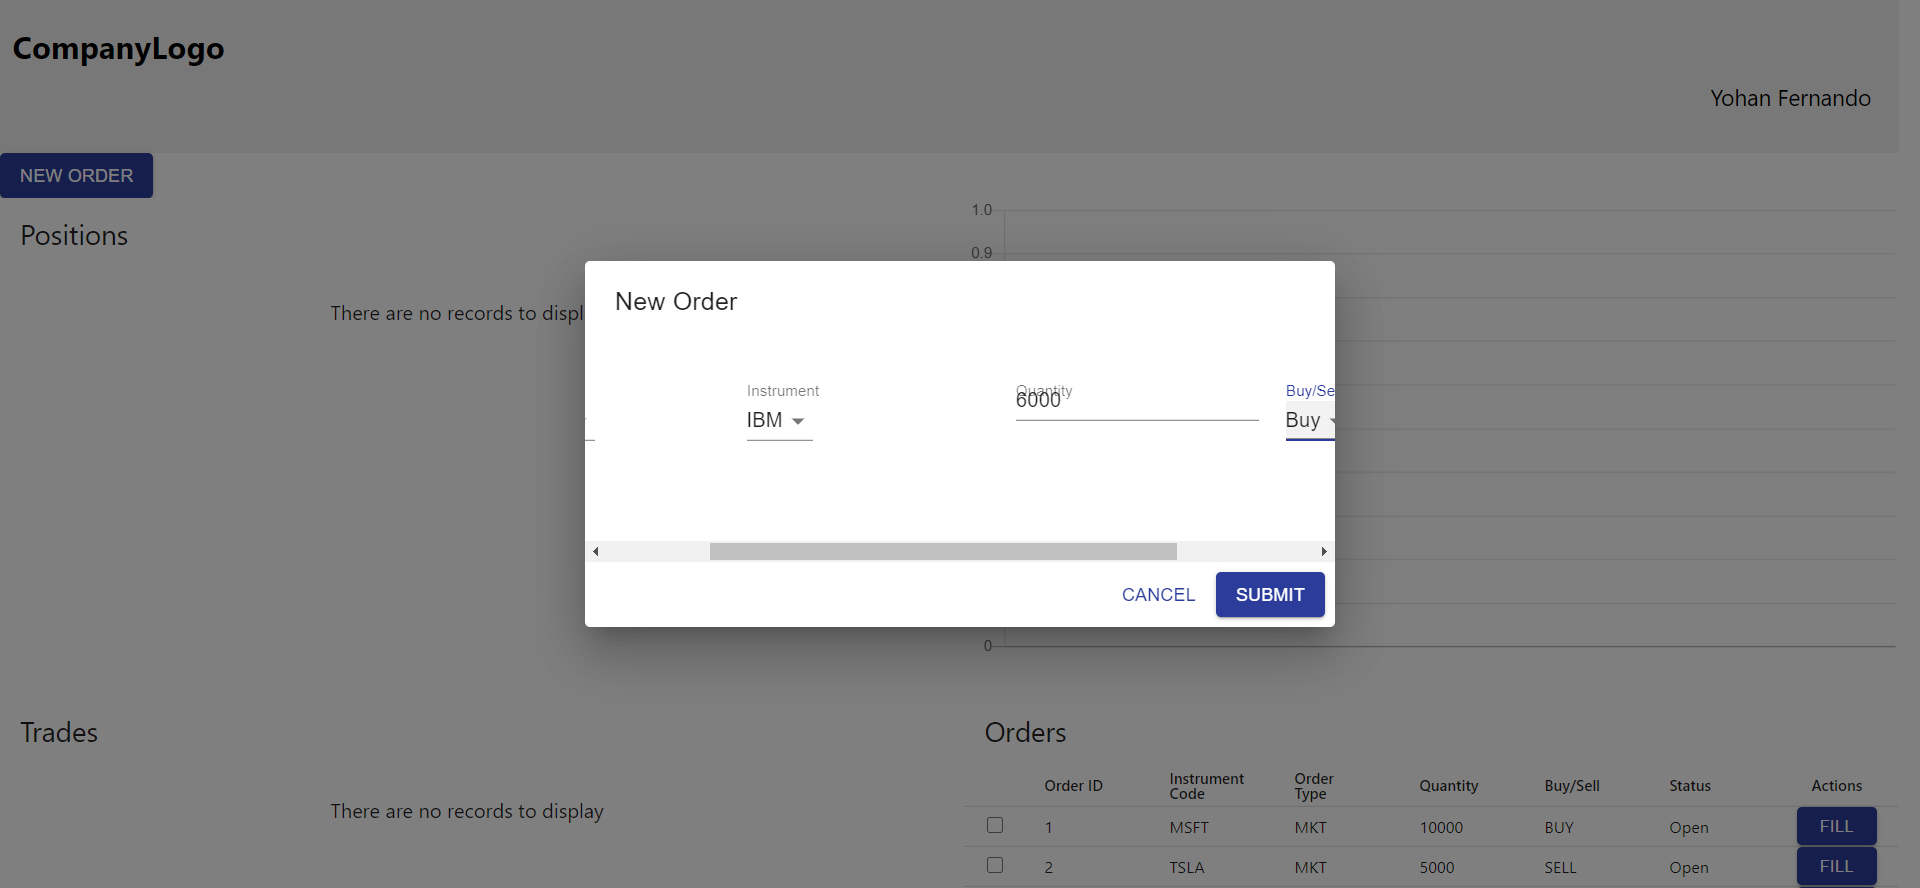 CompanyLogo
Yohan Fernando
NEW ORDER
Positions
There are no records to displ
1.0
0.9
0
New Order
Instrument
IBM
Quantity
6000
Buy/Se
Buy
CANCEL
SUBMIT
Trades
There are no records to display
Orders
Order ID Instrument Code Order Type Quantity Buy/Sell Status Actions
1 MSFT MKT 10000 BUY Open FILL
2 TSLA MKT 5000 SELL Open FILL